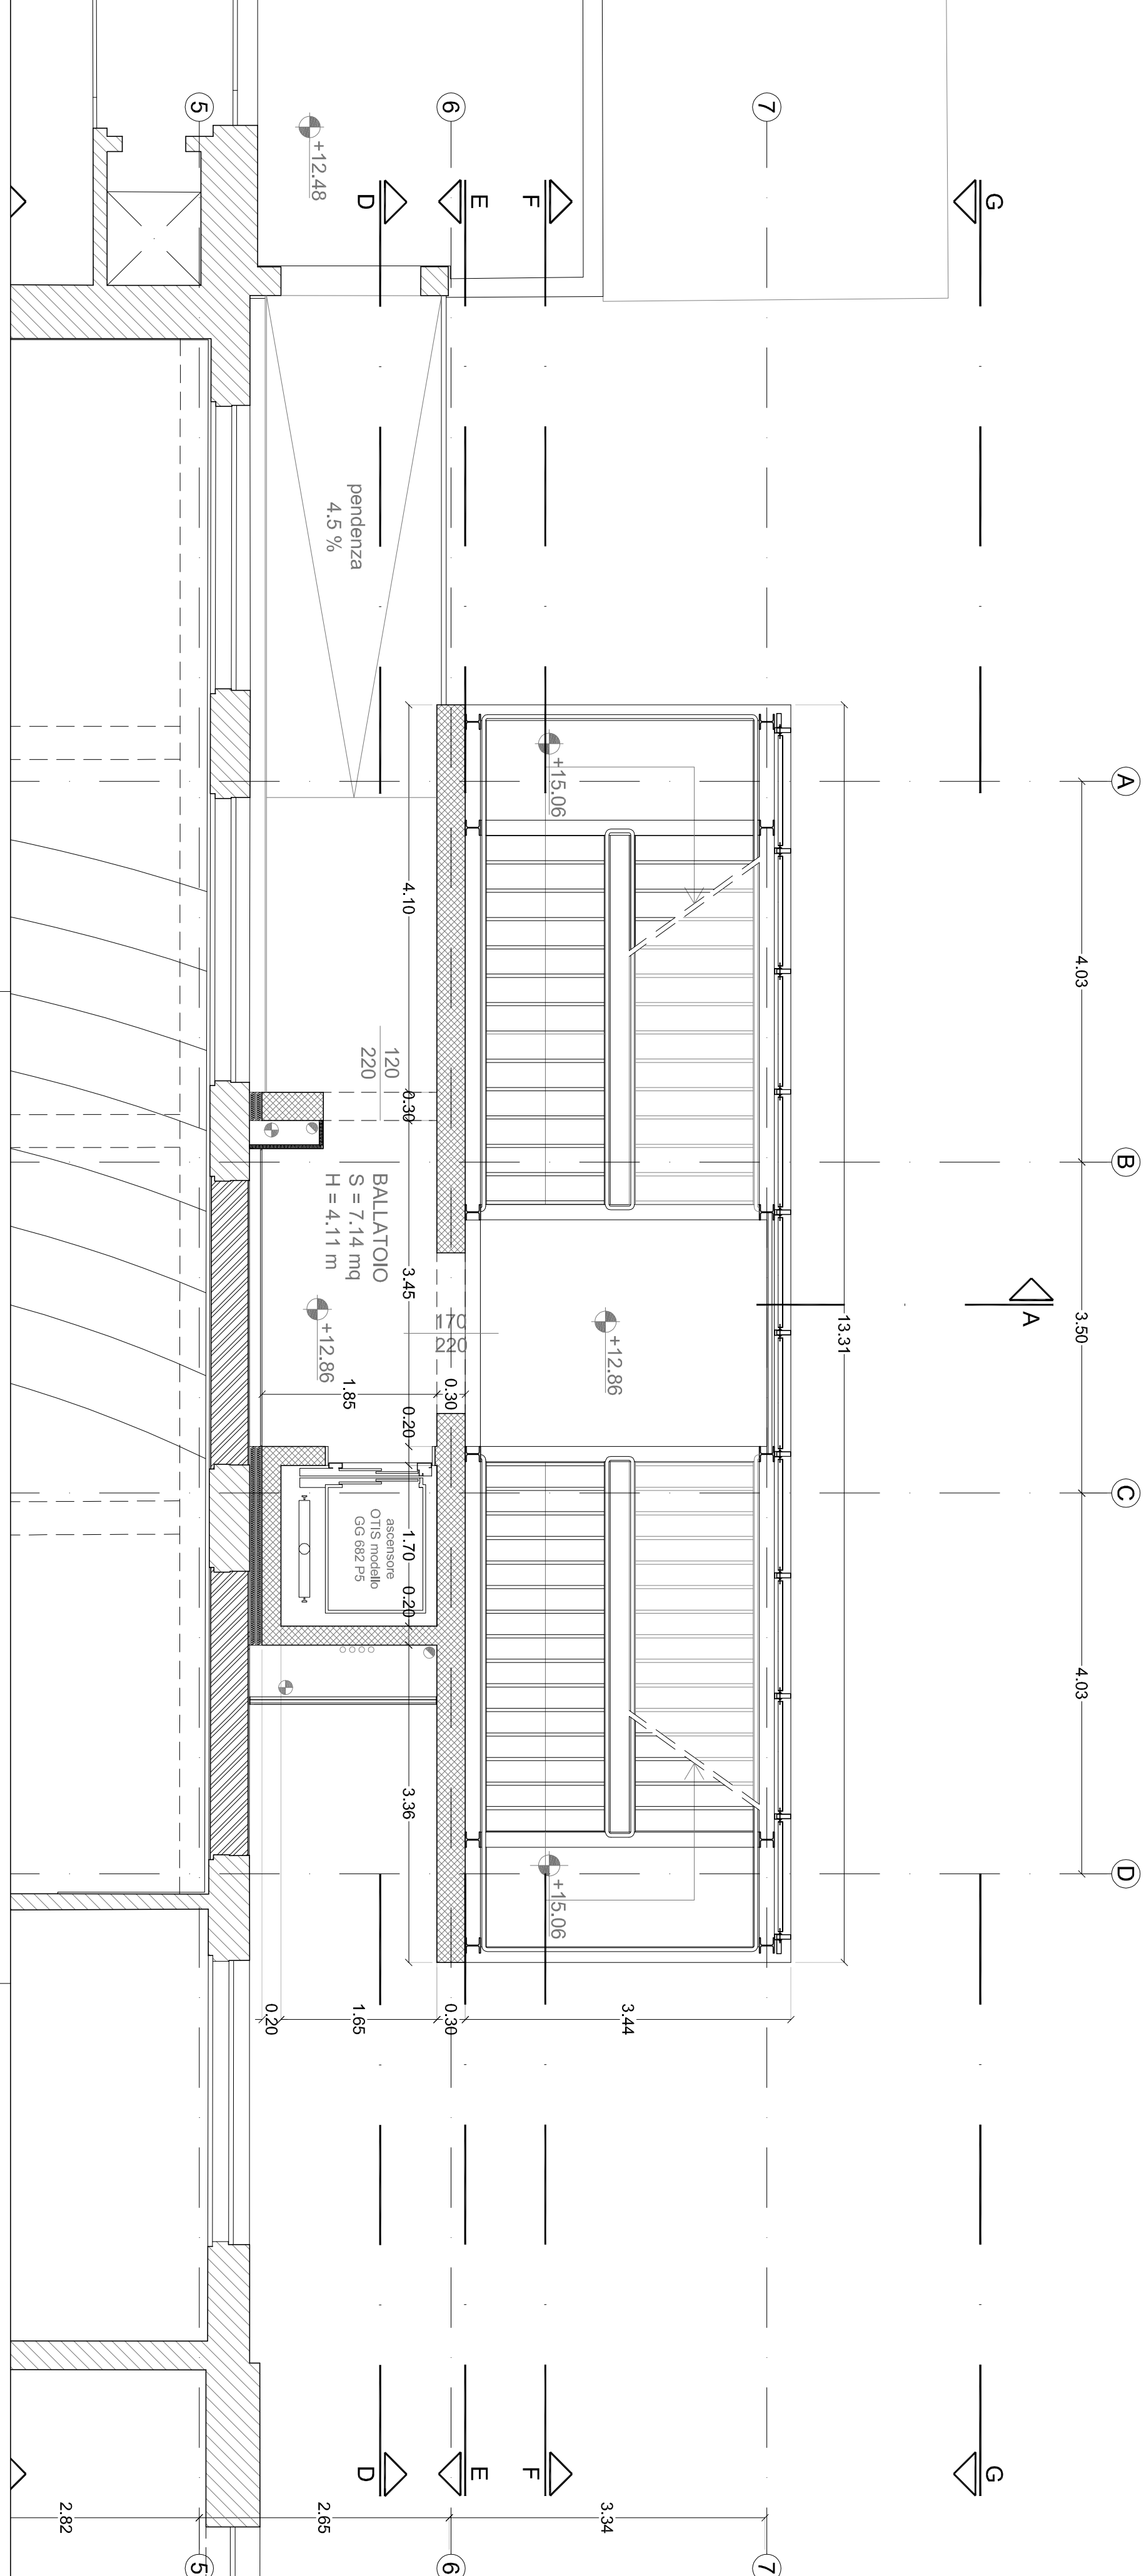 5
6
7
+12.48
D
E
F
G
pendenza
4.5 %
+15.06
A
4.10
4.03
120
220
0.30
B
BALLATOIO
S = 7.14 mq
H = 4.11 m
3.45
+12.86
170
220
+12.86
13.31
3.50
A
1.85
0.30
0.20
C
ascensore
OTIS modello
GG 682 P5
1.70
0.20
4.03
3.36
D
+15.06
0.20
1.65
0.30
3.44
D
E
F
G
2.82
2.65
3.34
5
6
7